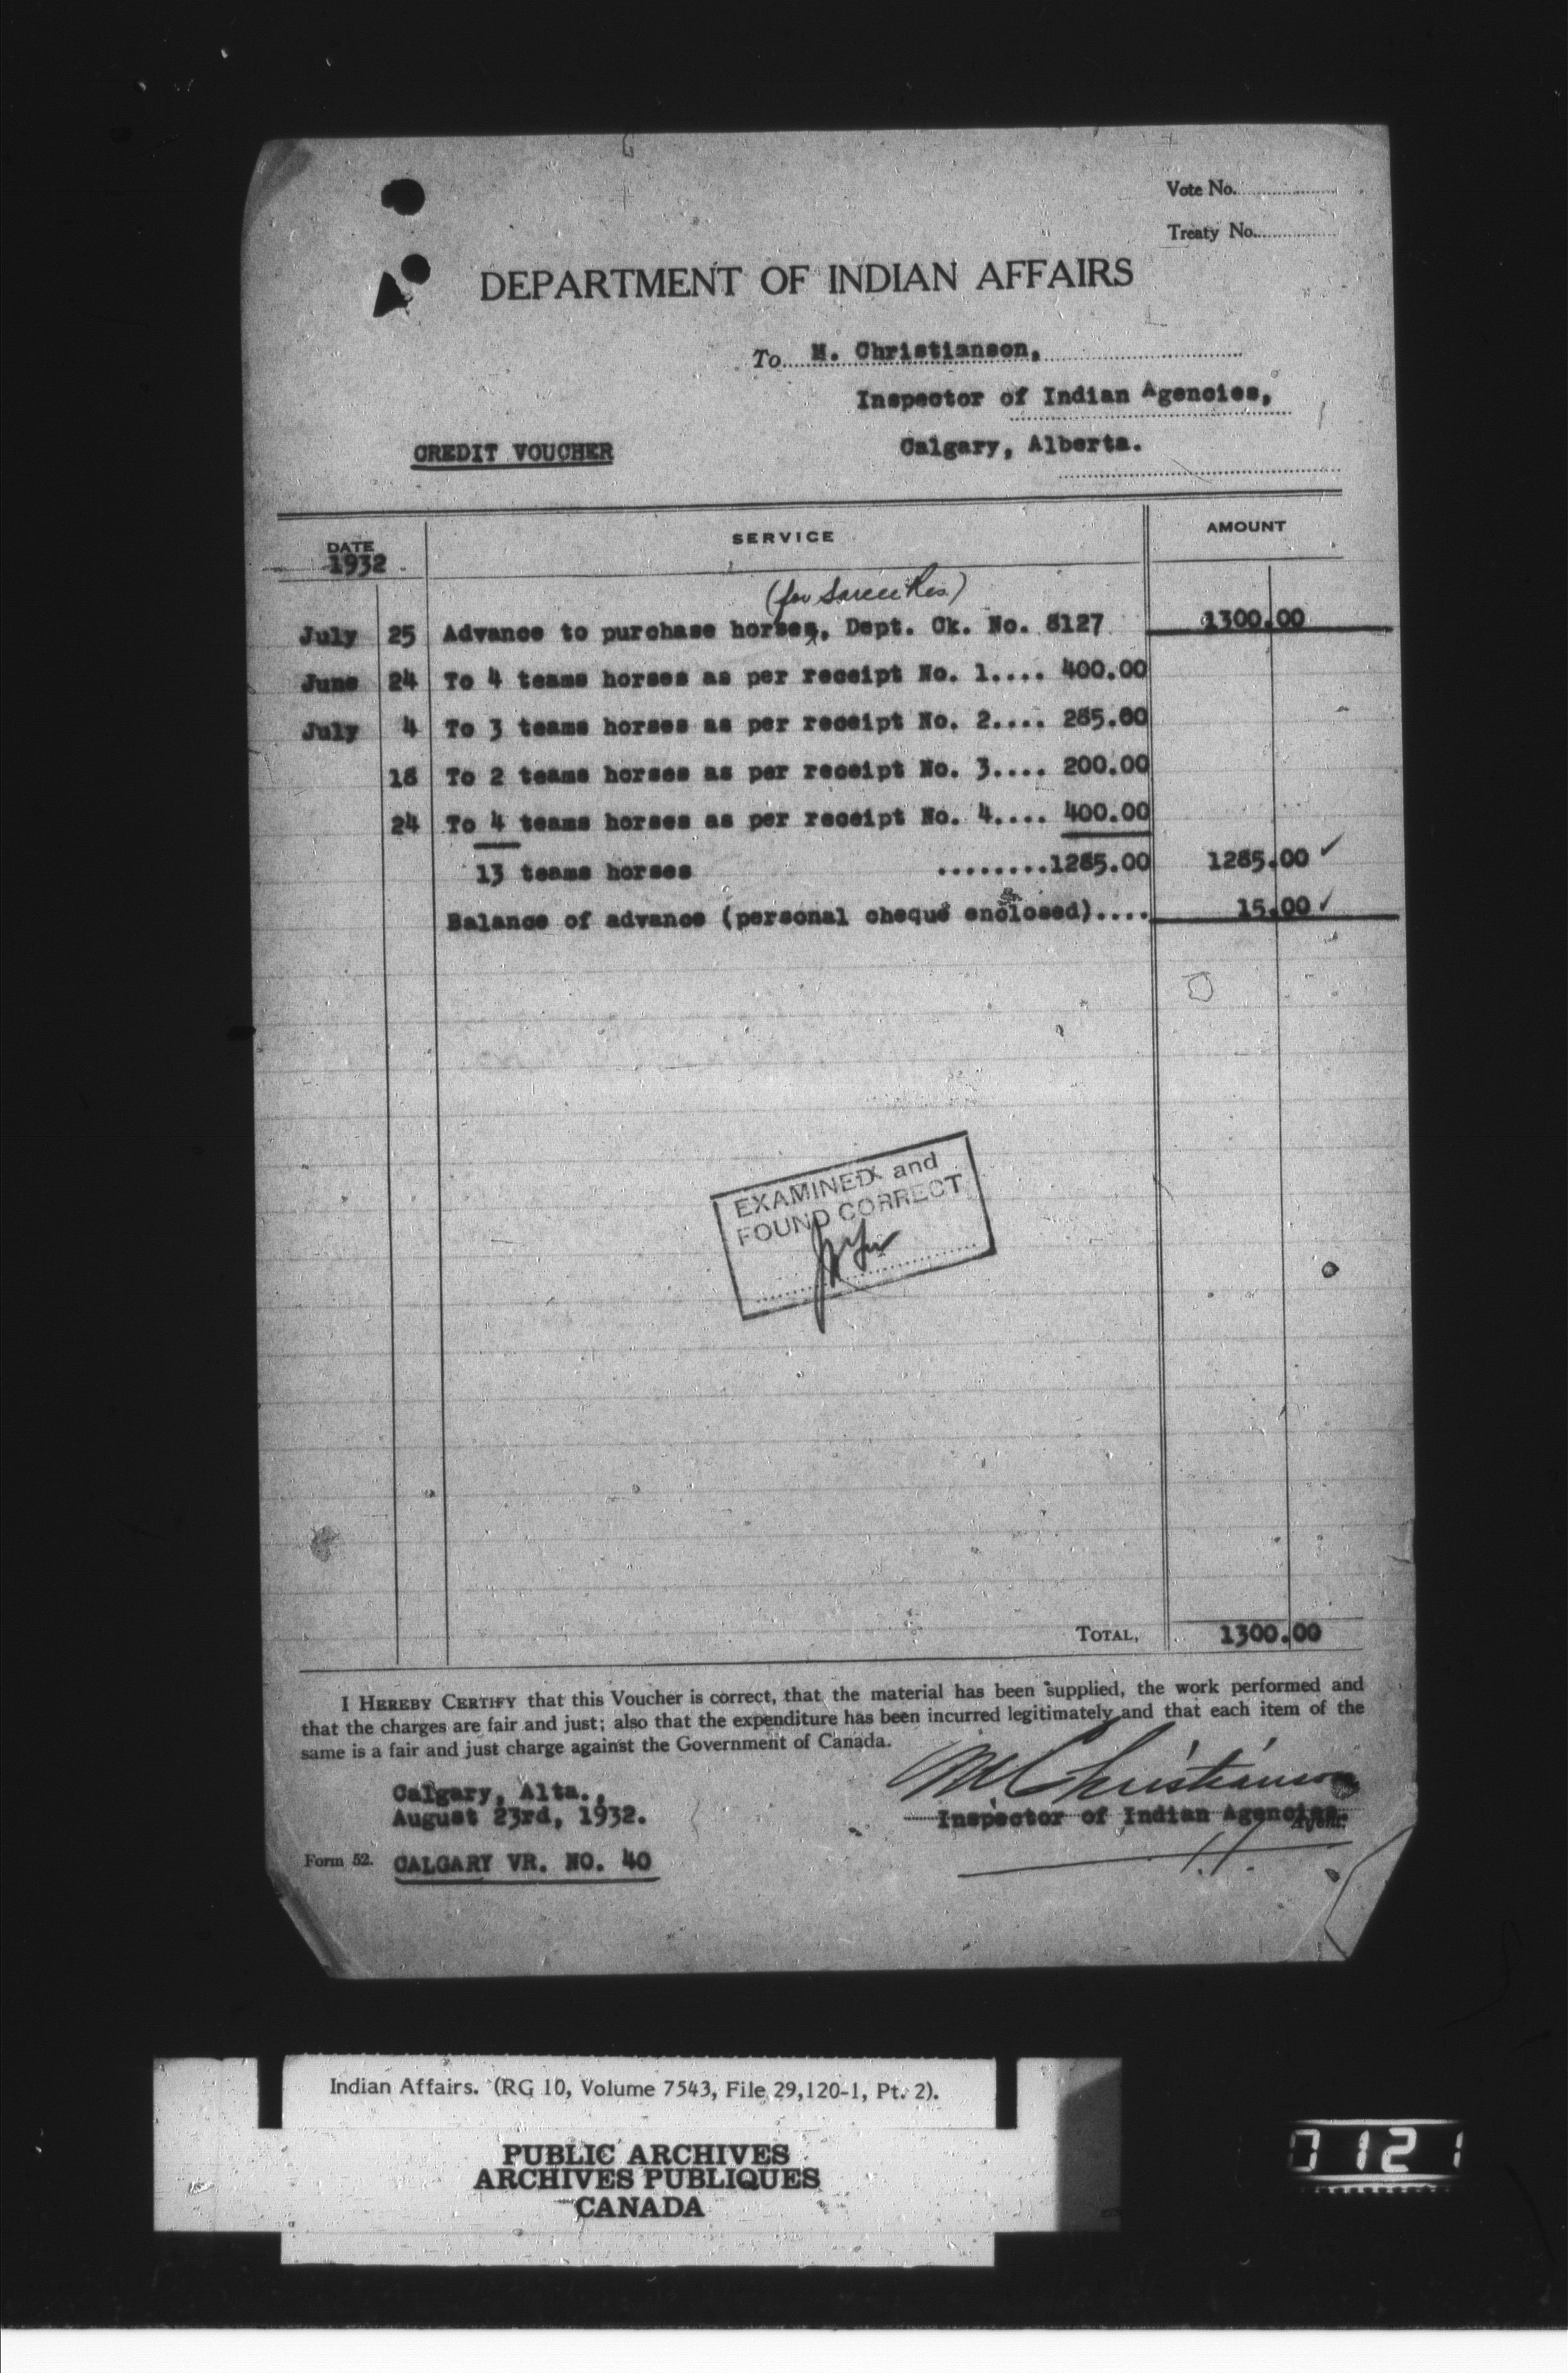 Vote No.
Treaty No.
DEPARTMENT OF INDIAN AFFAIRS
To M. Christianson,
Inspector of Indian Agencies,
CREDIT VOUCHER
Calgary, Alberta.
DATE SERVICE AMOUNT
1932
(for Sarcee Res.)
July 25 Advance to purchase horses, Dept. Ck. No. 8127 1300.00
June 24 To 4 teams horses as per receipt No. 1.... 400.00
July 4 To 3 teams horses as per receipt No. 2.... 285.00
18 To 2 teams horses as per receipt No. 3.... 200.00
24 To 4 teams horses as per receipt No. 4.... 400.00
13 teams horses ........1285.00 1285.00 ✓
Balance of advance (personal cheque enclosed).... 15.00 ✓
EXAMINED and
FOUND CORRECT
TOTAL, 1300.00
I HEREBY CERTIFY that this Voucher is correct, that the material has been supplied, the work performed and
that the charges are fair and just; also that the expenditure has been incurred legitimately and that each item of the
same is a fair and just charge against the Government of Canada.
M Christianson
Calgary, Alta.,
August 23rd, 1932.
Inspector of Indian Agencies.
Agent.
Form 52. CALGARY VR. NO. 40
Indian Affairs. (RG 10, Volume 7543, File 29,120-1, Pt. 2).
PUBLIC ARCHIVES
ARCHIVES PUBLIQUES
CANADA
0121